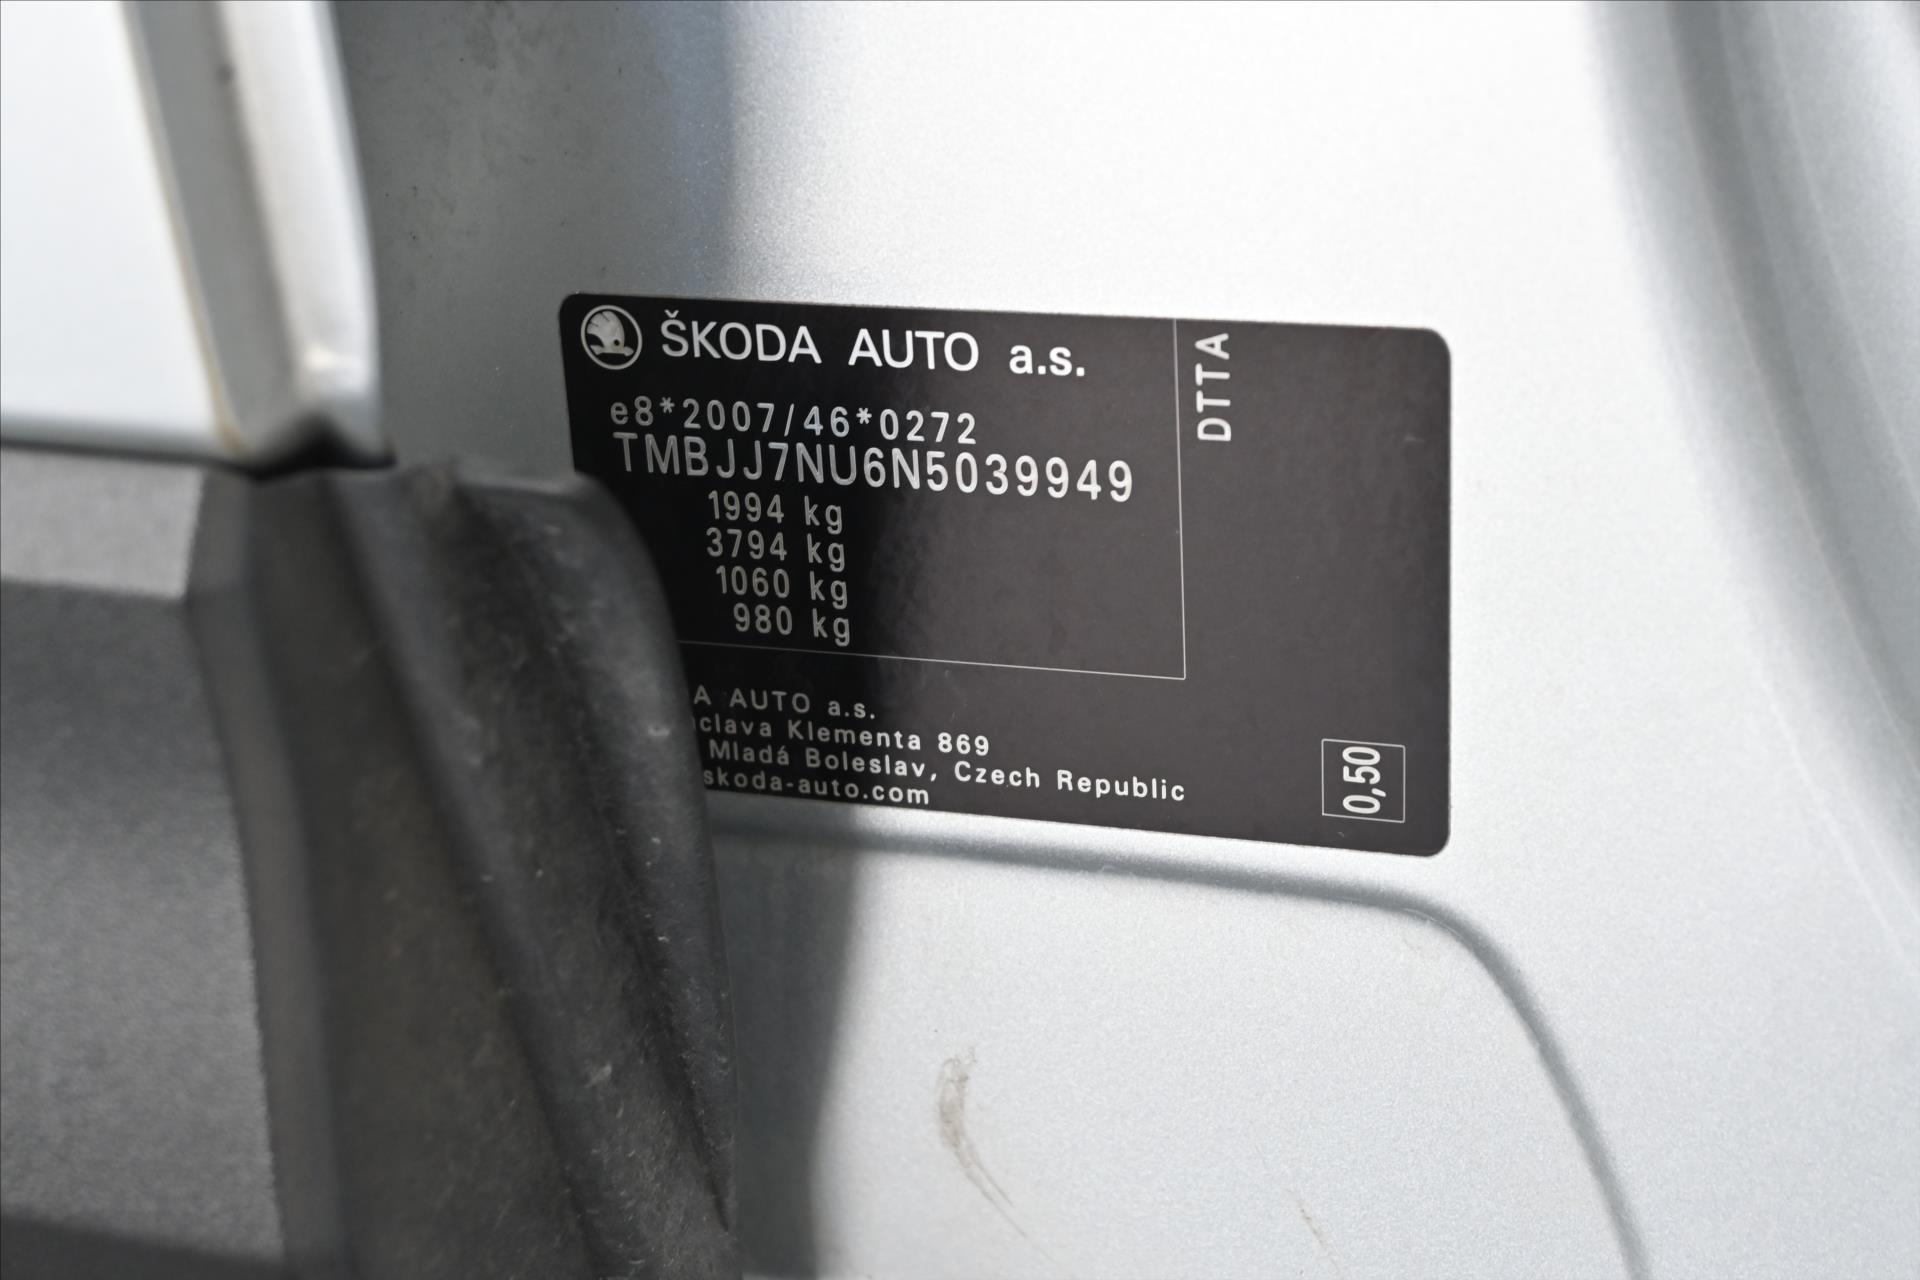 ŠKODA AUTO a.s.
e8*2007/46*0272
TMBJJ7NU6N5039949
1994 kg
3794 kg
1060 kg
980 kg
DTTA
AUTO a.s.
Klementa 869
Mladá Boleslav, Czech Republic
skoda-auto.com
0,50